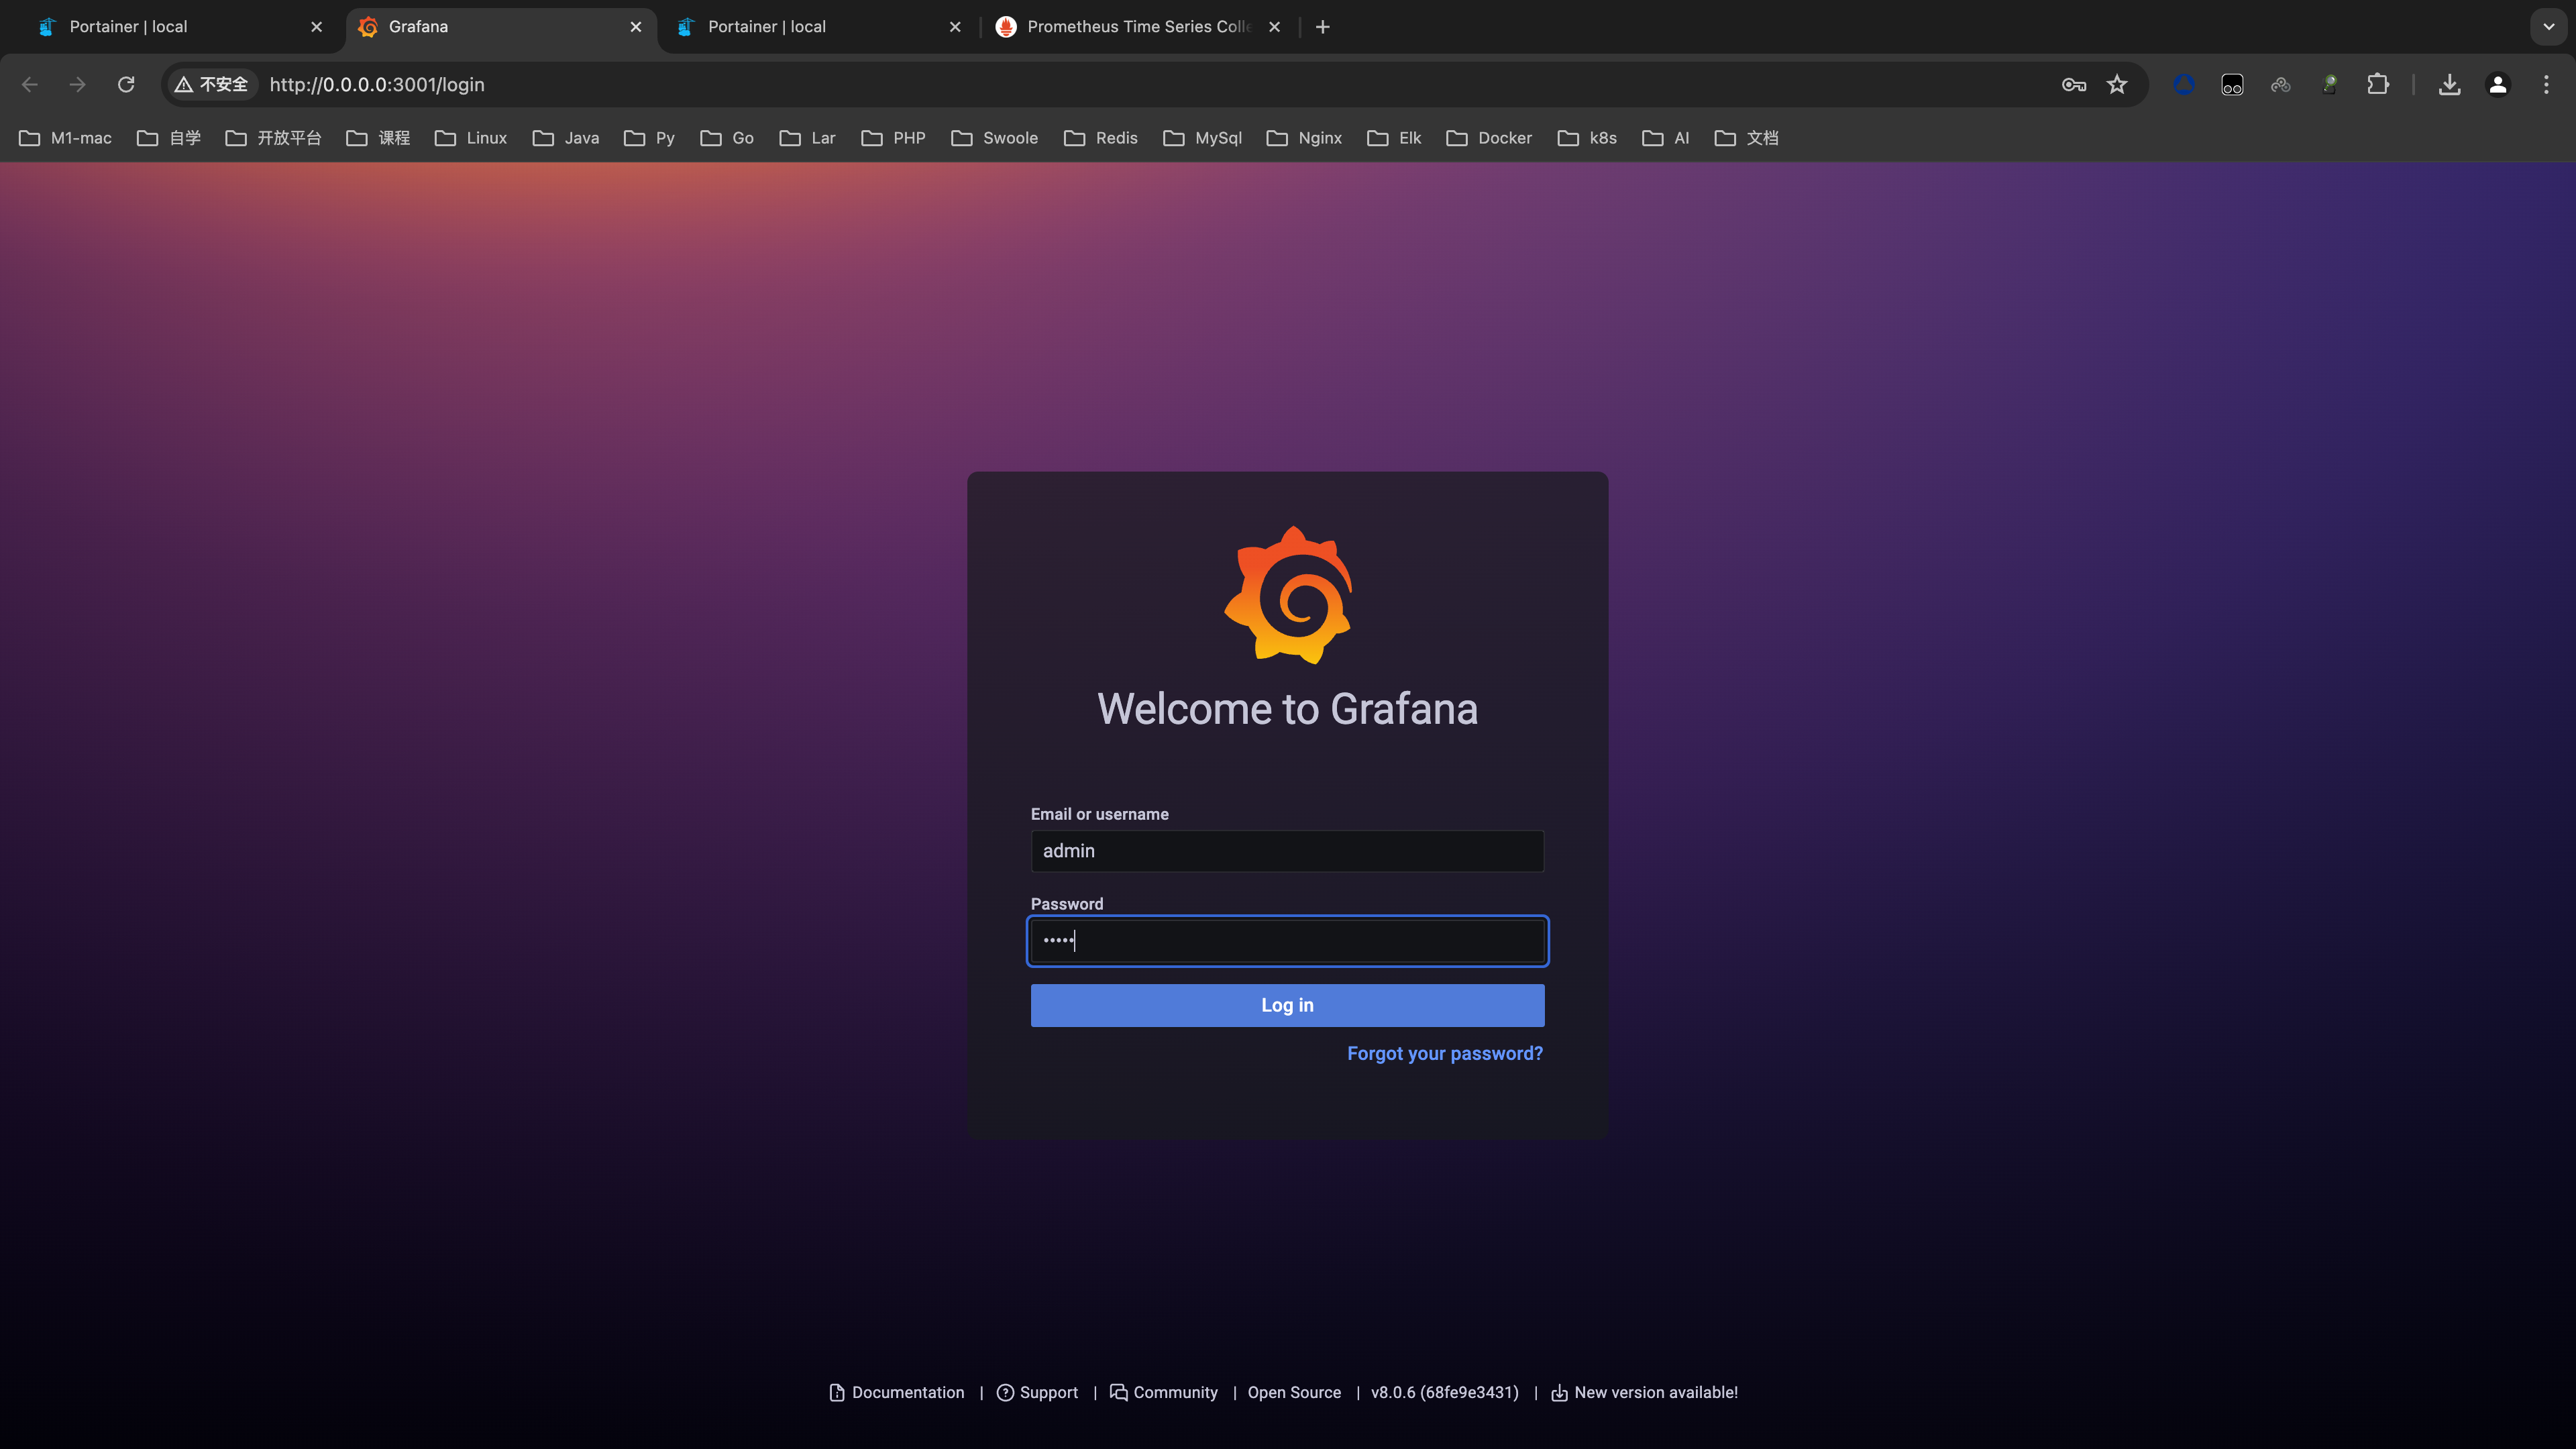 Portainer | local
Grafana
Portainer | local
Prometheus Time Series Colle
不安全 http://0.0.0.0:3001/login
M1-mac 自学 开放平台 课程 Linux Java Py Go Lar PHP Swoole Redis MySql Nginx Elk Docker k8s AI 文档
Welcome to Grafana
Email or username
admin
Password
•••••
Log in
Forgot your password?
Documentation | Support | Community | Open Source | v8.0.6 (68fe9e3431) | New version available!